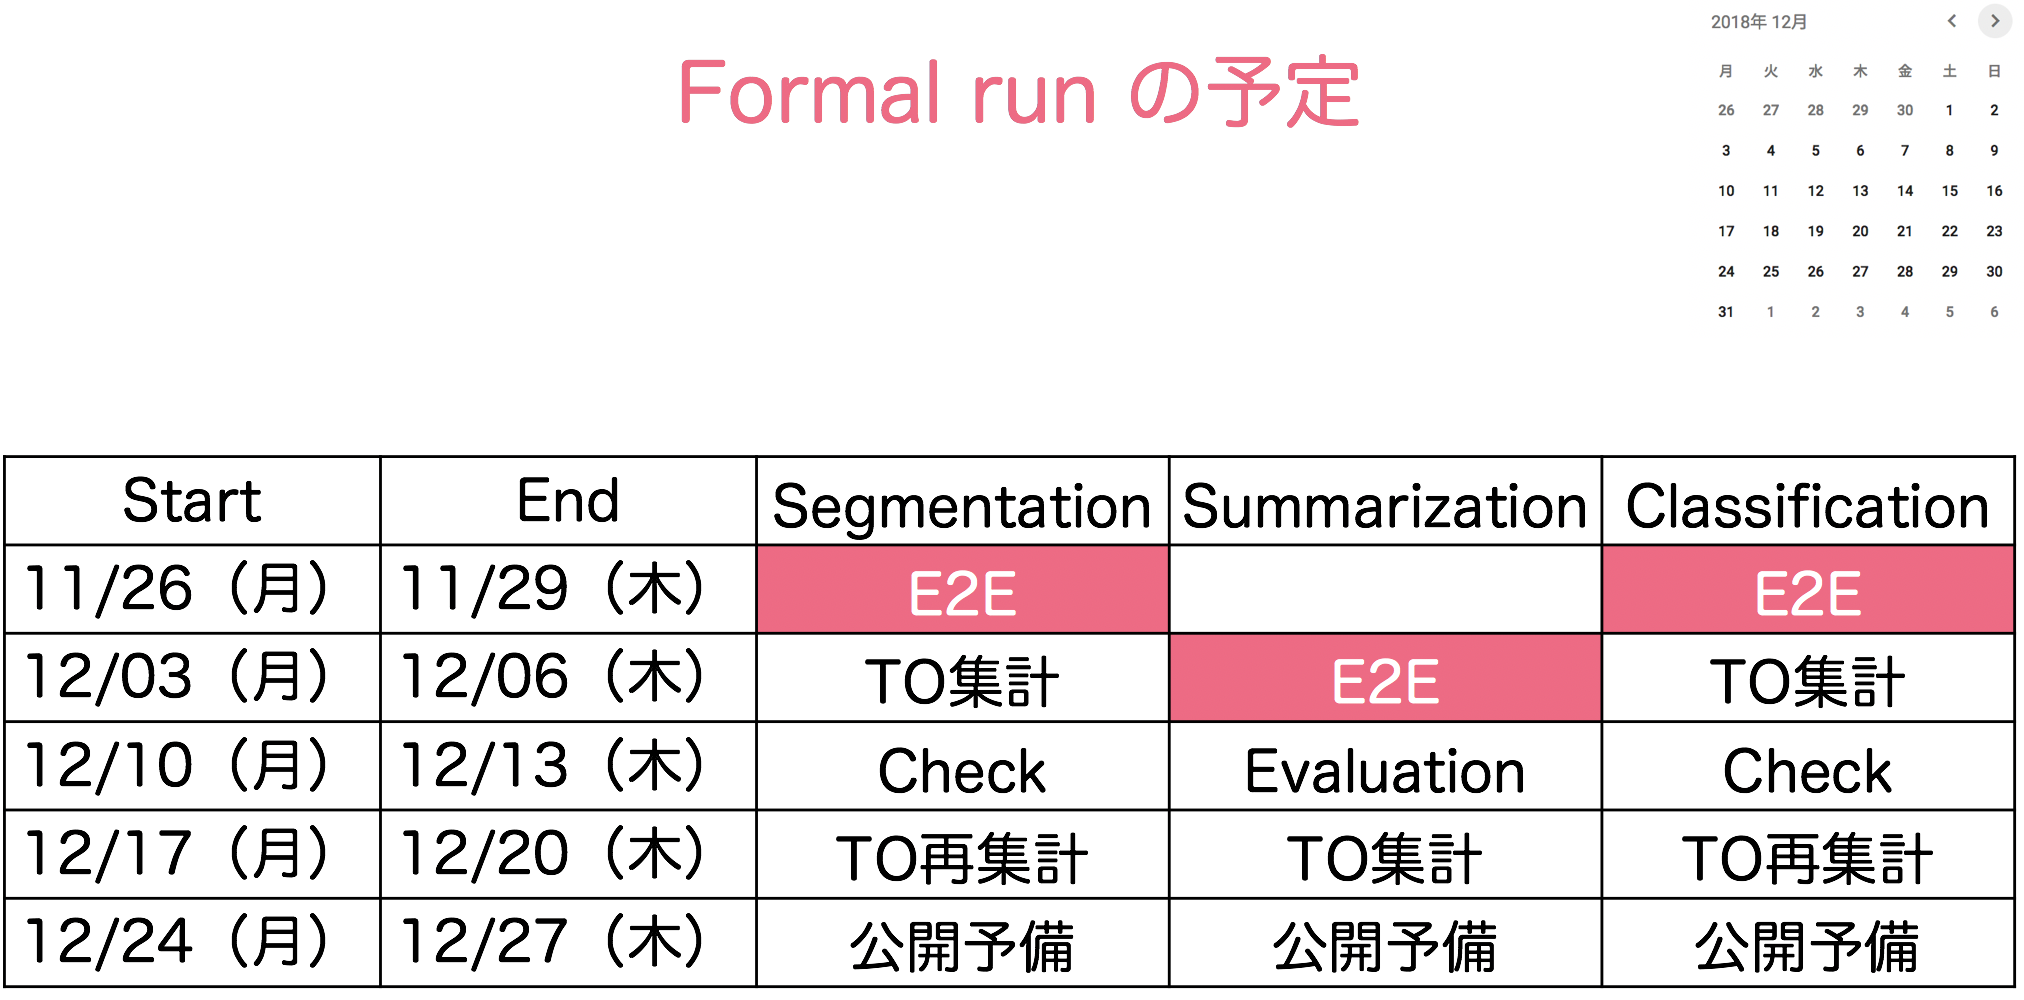 2018年 12月
Formal run の予定
月 火 水 木 金 土 日
26 27 28 29 30 1 2
3 4 5 6 7 8 9
10 11 12 13 14 15 16
17 18 19 20 21 22 23
24 25 26 27 28 29 30
31 1 2 3 4 5 6
Start End Segmentation Summarization Classification
11/26（月） 11/29（木） E2E E2E
12/03（月） 12/06（木） TO集計 E2E TO集計
12/10（月） 12/13（木） Check Evaluation Check
12/17（月） 12/20（木） TO再集計 TO集計 TO再集計
12/24（月） 12/27（木） 公開予備 公開予備 公開予備